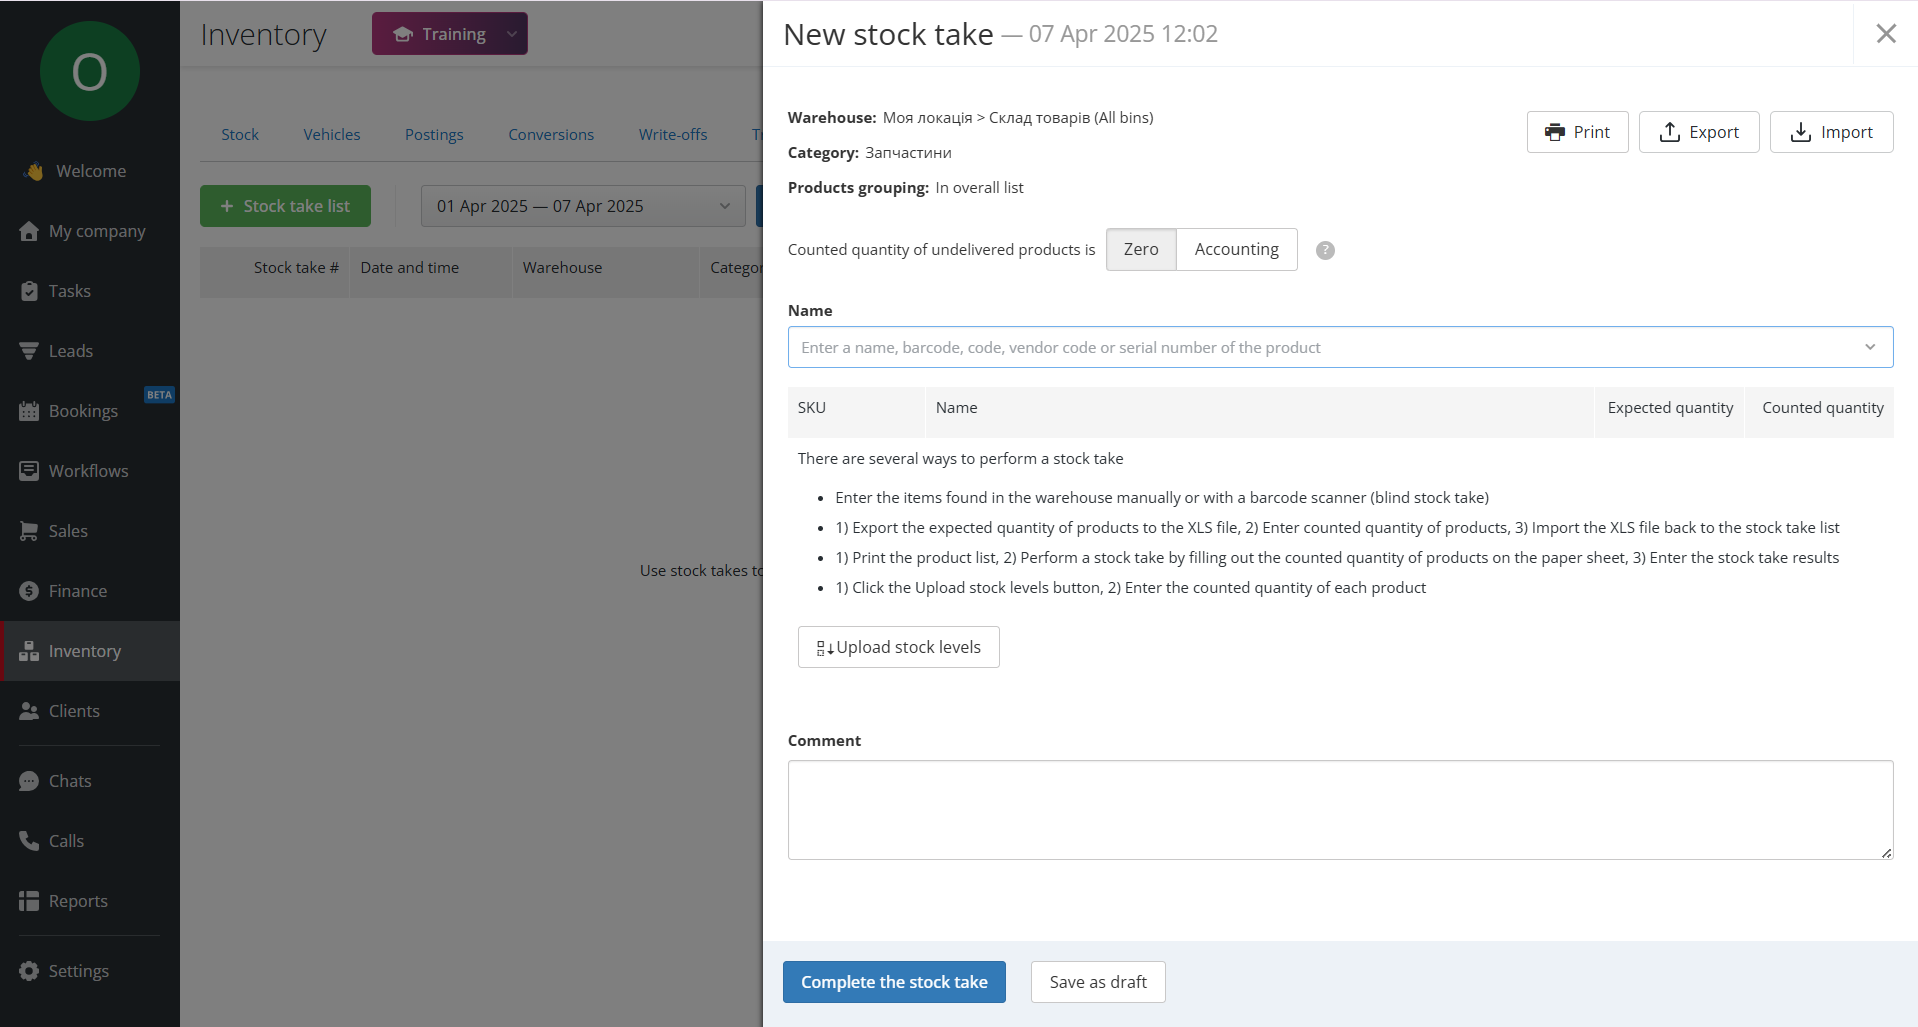 O
Welcome
My company
Tasks
Leads
Bookings
BETA
Workflows
Sales
Finance
Inventory
Clients
Chats
Calls
Reports
Settings
Inventory
Training
Stock Vehicles Postings Conversions Write-offs
+ Stock take list
01 Apr 2025 — 07 Apr 2025
Stock take # Date and time Warehouse
Use stock takes
New stock take — 07 Apr 2025 12:02
Warehouse: Моя локація > Склад товарів (All bins)
Category: Запчастини
Products grouping: In overall list
Print Export Import
Counted quantity of undelivered products is Zero Accounting ?
Name
Enter a name, barcode, code, vendor code or serial number of the product
SKU Name Expected quantity Counted quantity
There are several ways to perform a stock take
• Enter the items found in the warehouse manually or with a barcode scanner (blind stock take)
• 1) Export the expected quantity of products to the XLS file, 2) Enter counted quantity of products, 3) Import the XLS file back to the stock take list
• 1) Print the product list, 2) Perform a stock take by filling out the counted quantity of products on the paper sheet, 3) Enter the stock take results
• 1) Click the Upload stock levels button, 2) Enter the counted quantity of each product
Upload stock levels
Comment
Complete the stock take Save as draft